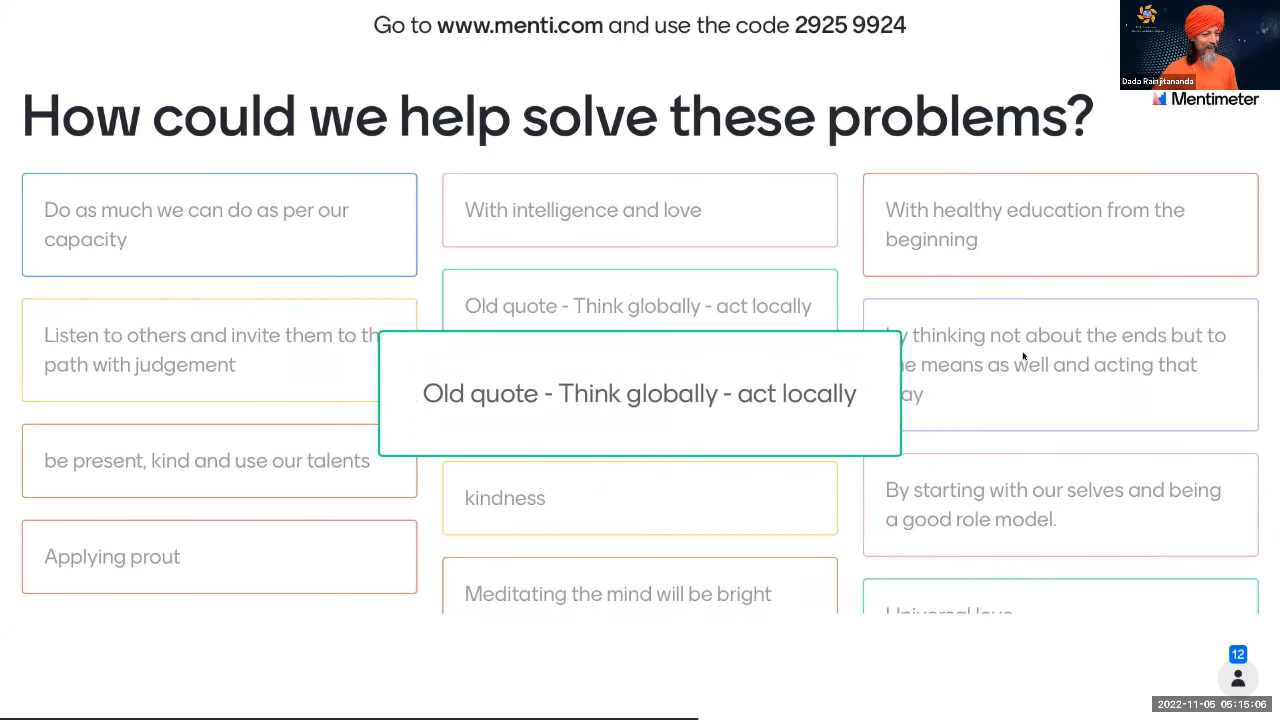 Go to www.menti.com and use the code 2925 9924
Dada Rainjitananda
Mentimeter
How could we help solve these problems?
Do as much we can do as per our
capacity
Listen to others and invite them to th
path with judgement
be present, kind and use our talents
Applying prout
With intelligence and love
Old quote - Think globally - act locally
Old quote - Think globally - act locally
kindness
Meditating the mind will be bright
With healthy education from the
beginning
y thinking not about the ends but to
e means as well and acting that
ay
By starting with our selves and being
a good role model.
Universal love
12
2022-11-05 05:15:06